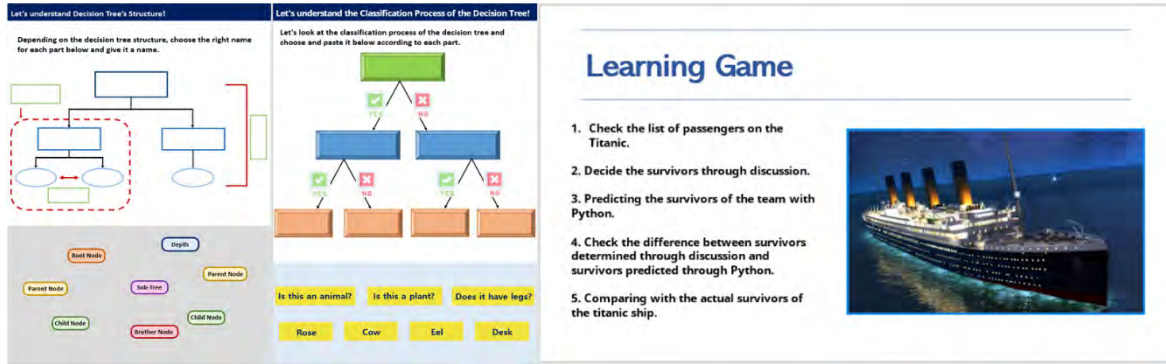 Let's understand Decision Tree's Structure!
Depending on the decision tree structure, choose the right name
for each part below and give it a name.
Depth
Root Node
Parent Node
Parent Node
Sub-Tree
Child Node
Child Node
Brother Node
Let's understand the Classification Process of the Decision Tree!
Let's look at the classification process of the decision tree and
choose and paste it below according to each part.
YES
NO
YES
NO
YES
NO
Is this an animal?
Is this a plant?
Does it have legs?
Rose
Cow
Eel
Desk
Learning Game
1. Check the list of passengers on the
Titanic.
2. Decide the survivors through discussion.
3. Predicting the survivors of the team with
Python.
4. Check the difference between survivors
determined through discussion and
survivors predicted through Python.
5. Comparing with the actual survivors of
the titanic ship.